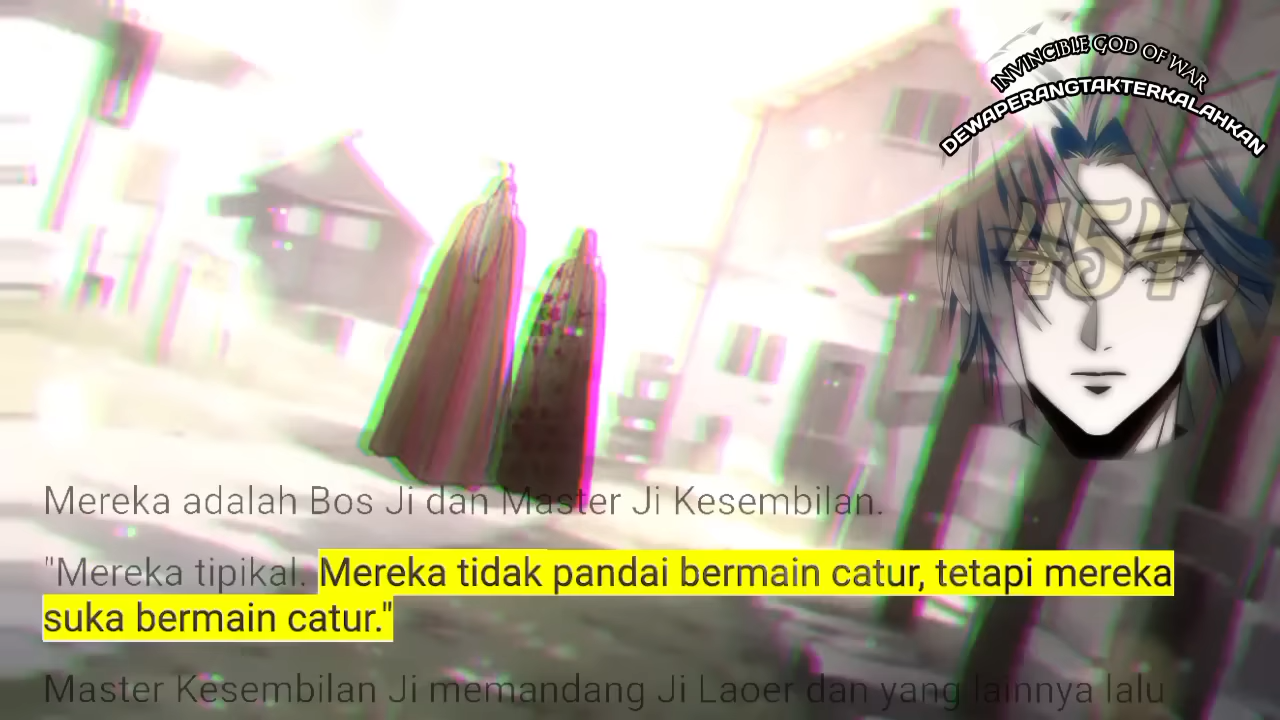 INVINCIBLE GOD OF WAR
DEWAPERANGTAKTERKALAHKAN
454
Mereka adalah Bos Ji dan Master Ji Kesembilan.
"Mereka tipikal. Mereka tidak pandai bermain catur, tetapi mereka
suka bermain catur."
Master Kesembilan Ji memandang Ji Laoer dan yang lainnya lalu